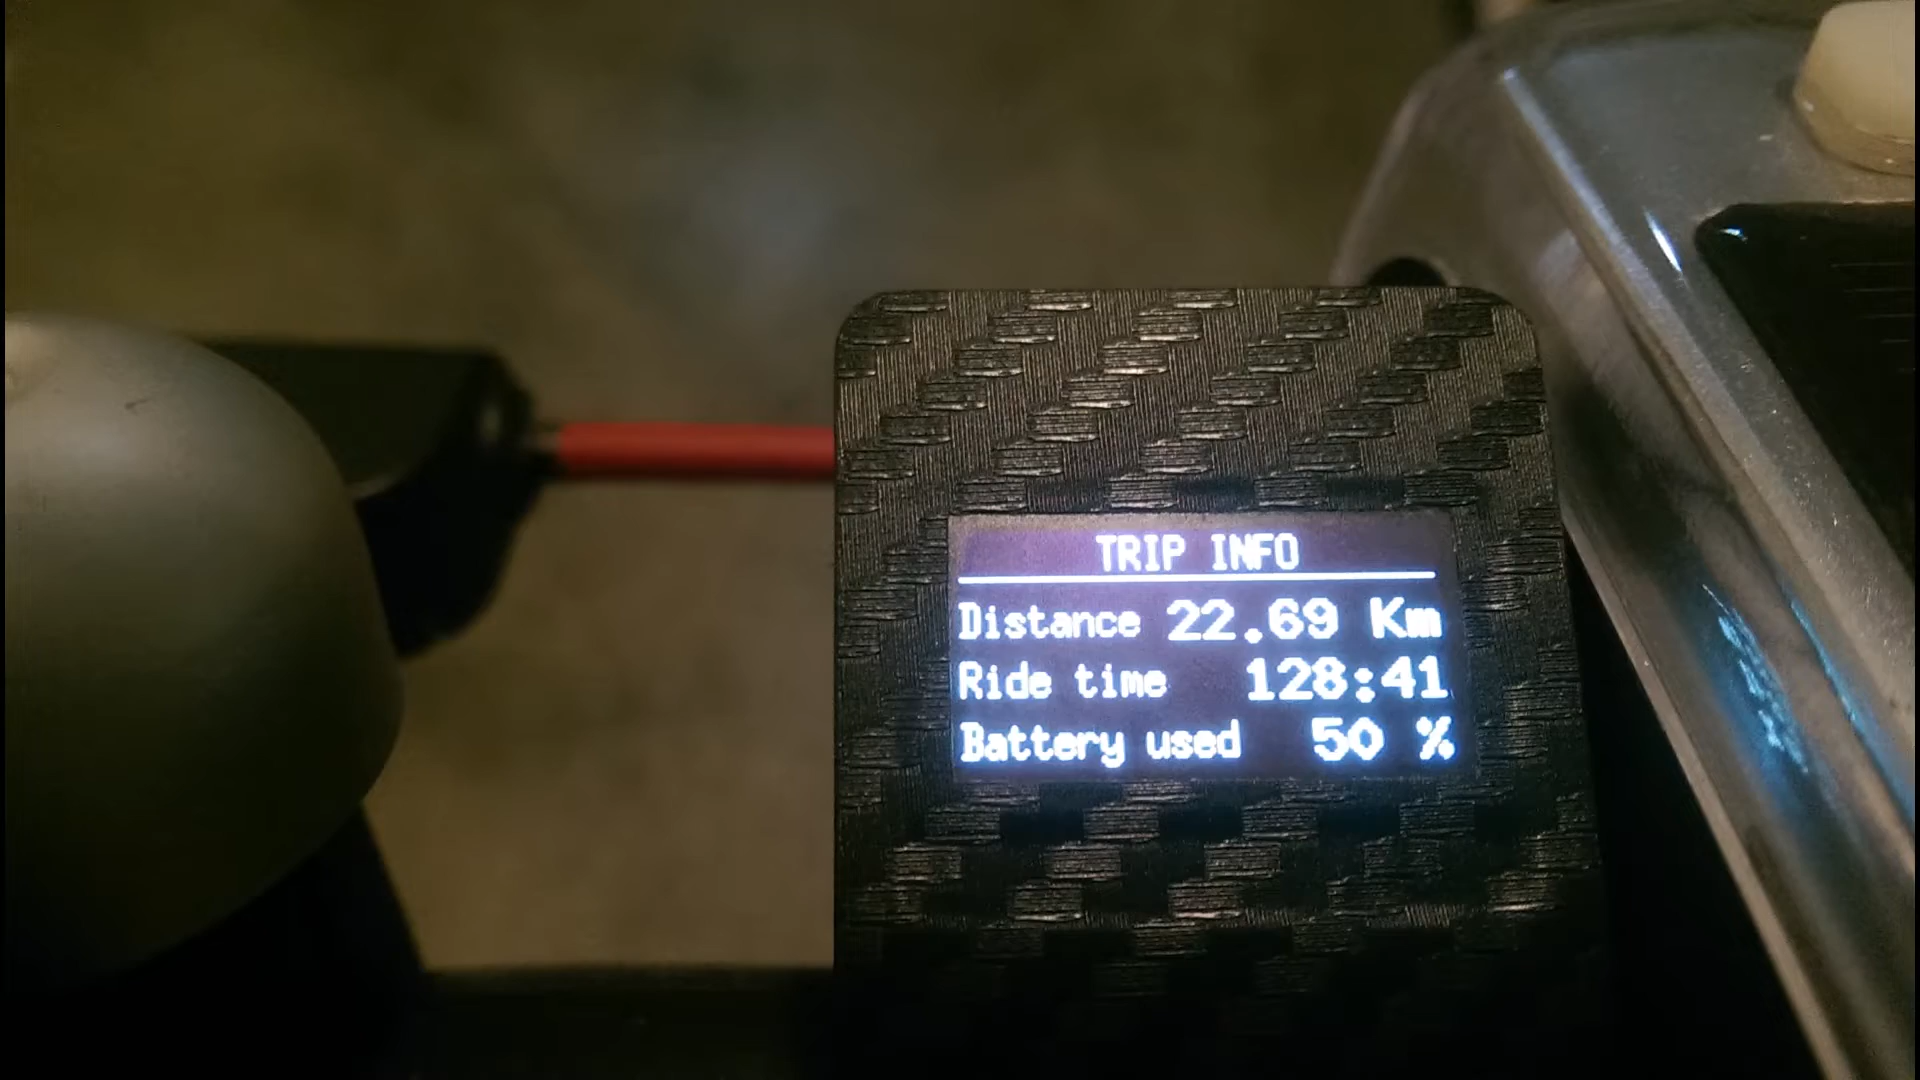 TRIP INFO
Distance 22.69 Km
Ride time 128:41
Battery used 50 %